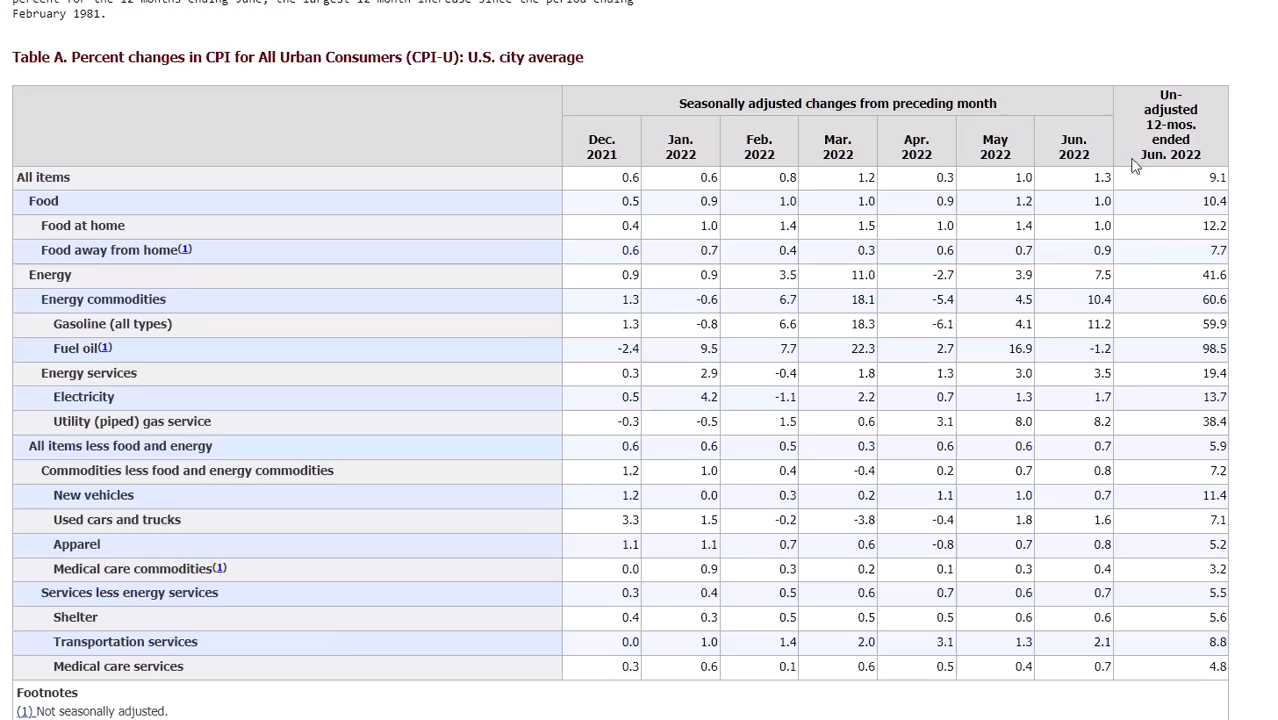 percent for the 12 months ending June, the largest 12-month increase since the period ending
February 1981.
Table A. Percent changes in CPI for All Urban Consumers (CPI-U): U.S. city average
Seasonally adjusted changes from preceding month
Un-
adjusted
12-mos.
ended
Jun. 2022
Dec. 2021 Jan. 2022 Feb. 2022 Mar. 2022 Apr. 2022 May 2022 Jun. 2022
All items 0.6 0.6 0.8 1.2 0.3 1.0 1.3 9.1
Food 0.5 0.9 1.0 1.0 0.9 1.2 1.0 10.4
Food at home 0.4 1.0 1.4 1.5 1.0 1.4 1.0 12.2
Food away from home(1) 0.6 0.7 0.4 0.3 0.6 0.7 0.9 7.7
Energy 0.9 0.9 3.5 11.0 -2.7 3.9 7.5 41.6
Energy commodities 1.3 -0.6 6.7 18.1 -5.4 4.5 10.4 60.6
Gasoline (all types) 1.3 -0.8 6.6 18.3 -6.1 4.1 11.2 59.9
Fuel oil(1) -2.4 9.5 7.7 22.3 2.7 16.9 -1.2 98.5
Energy services 0.3 2.9 -0.4 1.8 1.3 3.0 3.5 19.4
Electricity 0.5 4.2 -1.1 2.2 0.7 1.3 1.7 13.7
Utility (piped) gas service -0.3 -0.5 1.5 0.6 3.1 8.0 8.2 38.4
All items less food and energy 0.6 0.6 0.5 0.3 0.6 0.6 0.7 5.9
Commodities less food and energy commodities 1.2 1.0 0.4 -0.4 0.2 0.7 0.8 7.2
New vehicles 1.2 0.0 0.3 0.2 1.1 1.0 0.7 11.4
Used cars and trucks 3.3 1.5 -0.2 -3.8 -0.4 1.8 1.6 7.1
Apparel 1.1 1.1 0.7 0.6 -0.8 0.7 0.8 5.2
Medical care commodities(1) 0.0 0.9 0.3 0.2 0.1 0.3 0.4 3.2
Services less energy services 0.3 0.4 0.5 0.6 0.7 0.6 0.7 5.5
Shelter 0.4 0.3 0.5 0.5 0.5 0.6 0.6 5.6
Transportation services 0.0 1.0 1.4 2.0 3.1 1.3 2.1 8.8
Medical care services 0.3 0.6 0.1 0.6 0.5 0.4 0.7 4.8
Footnotes
(1) Not seasonally adjusted.